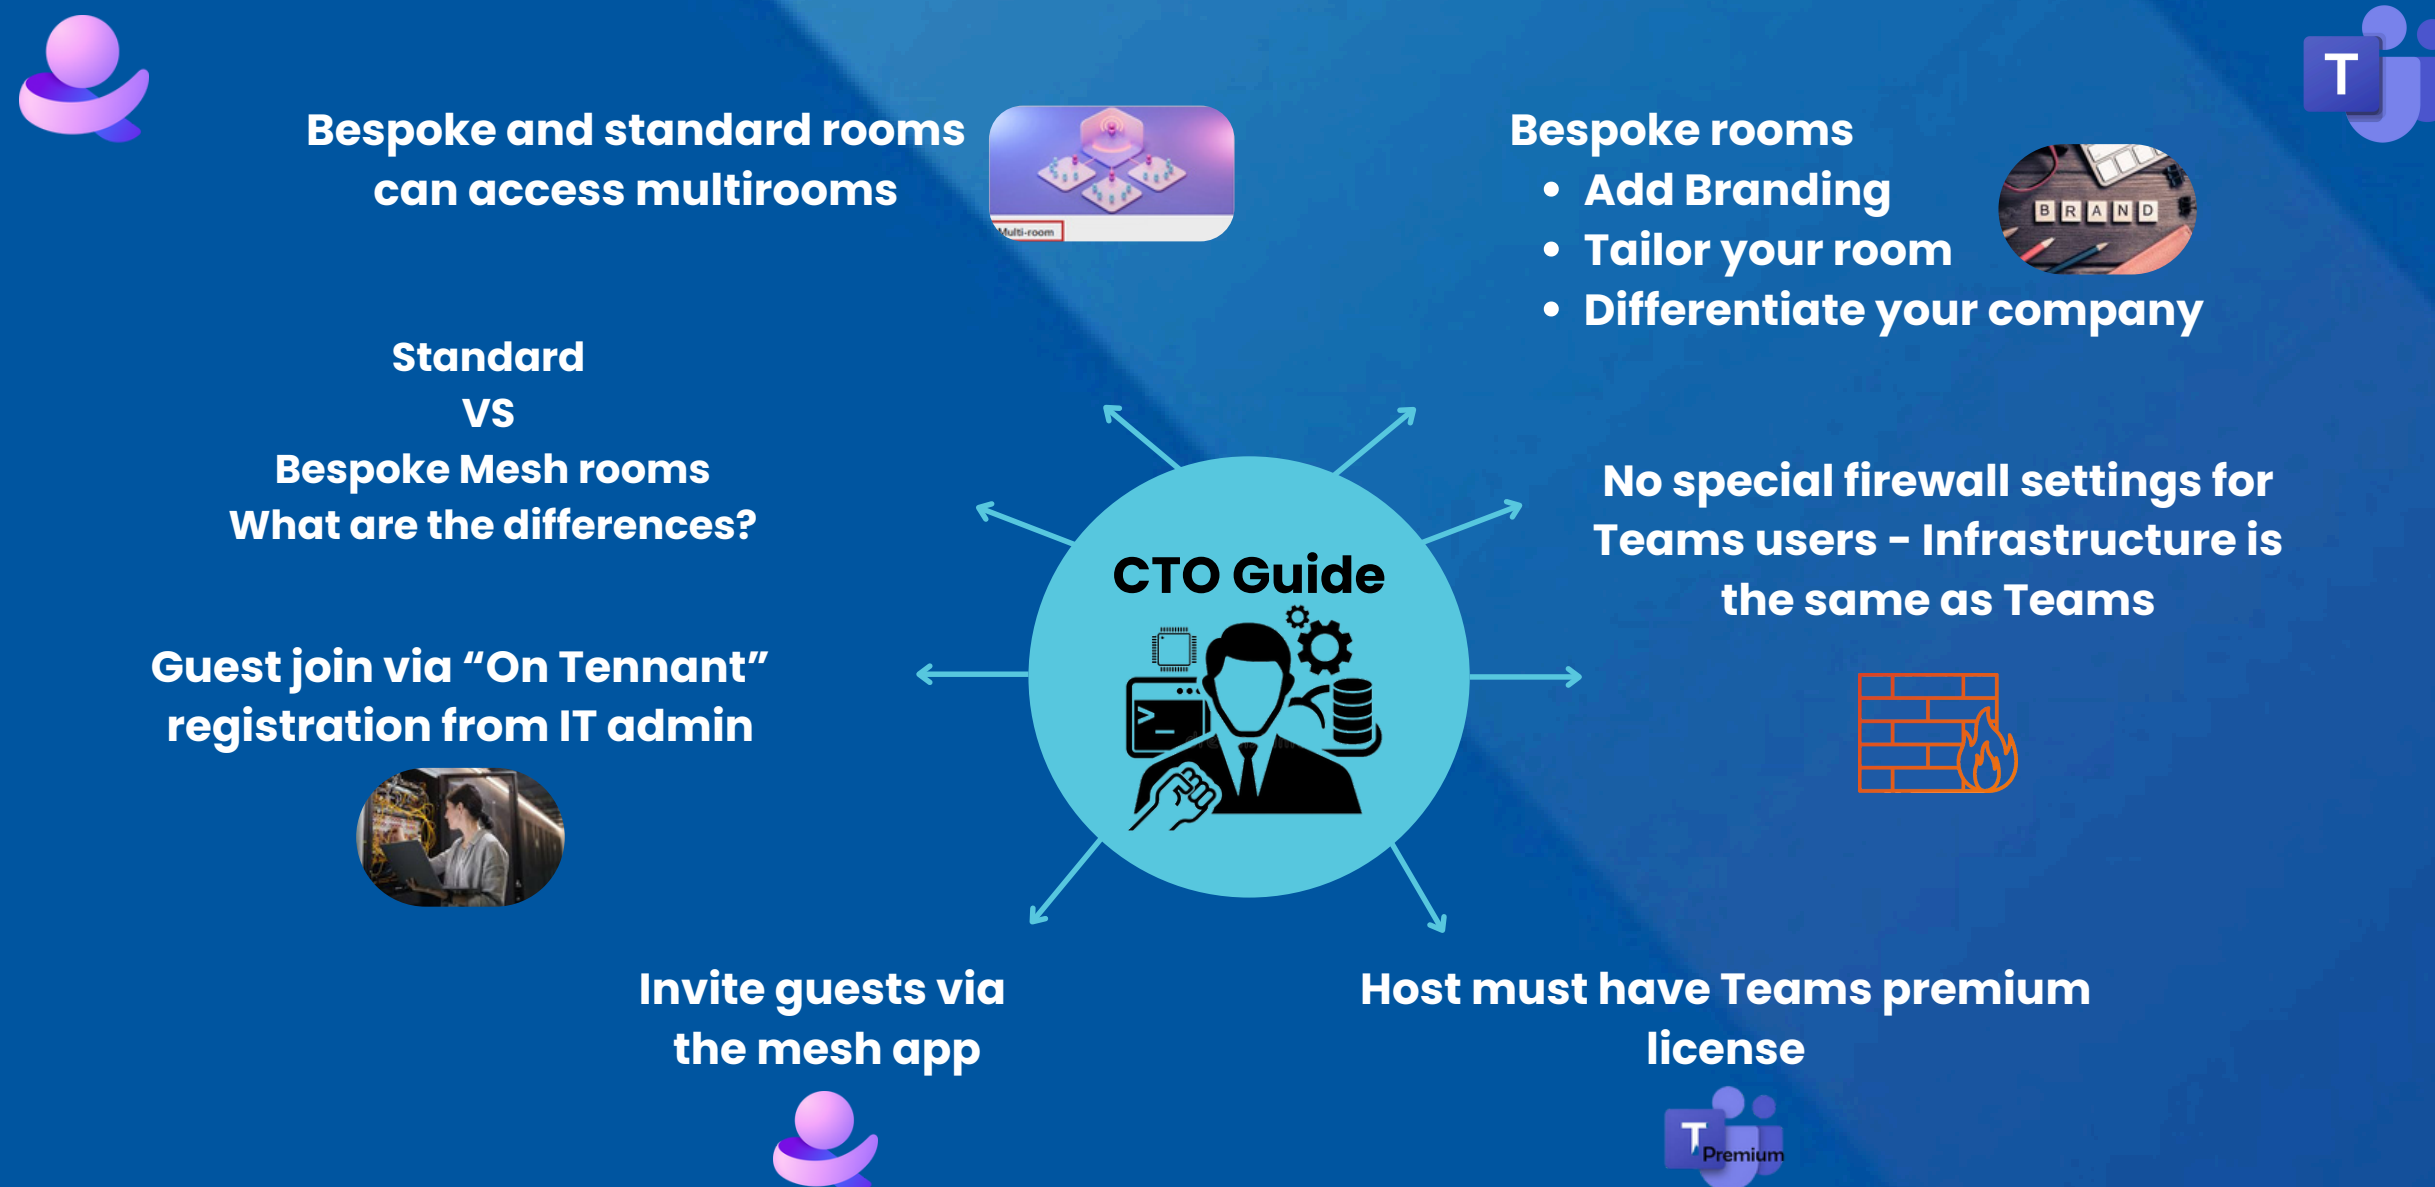 T
Bespoke and standard rooms
can access multirooms
Multi-room
Bespoke rooms
• Add Branding
• Tailor your room
• Differentiate your company
BRAND
Standard
VS
Bespoke Mesh rooms
What are the differences?
No special firewall settings for
Teams users - Infrastructure is
the same as Teams
CTO Guide
>_
Guest join via “On Tennant”
registration from IT admin
Invite guests via
the mesh app
Host must have Teams premium
license
T
Premium